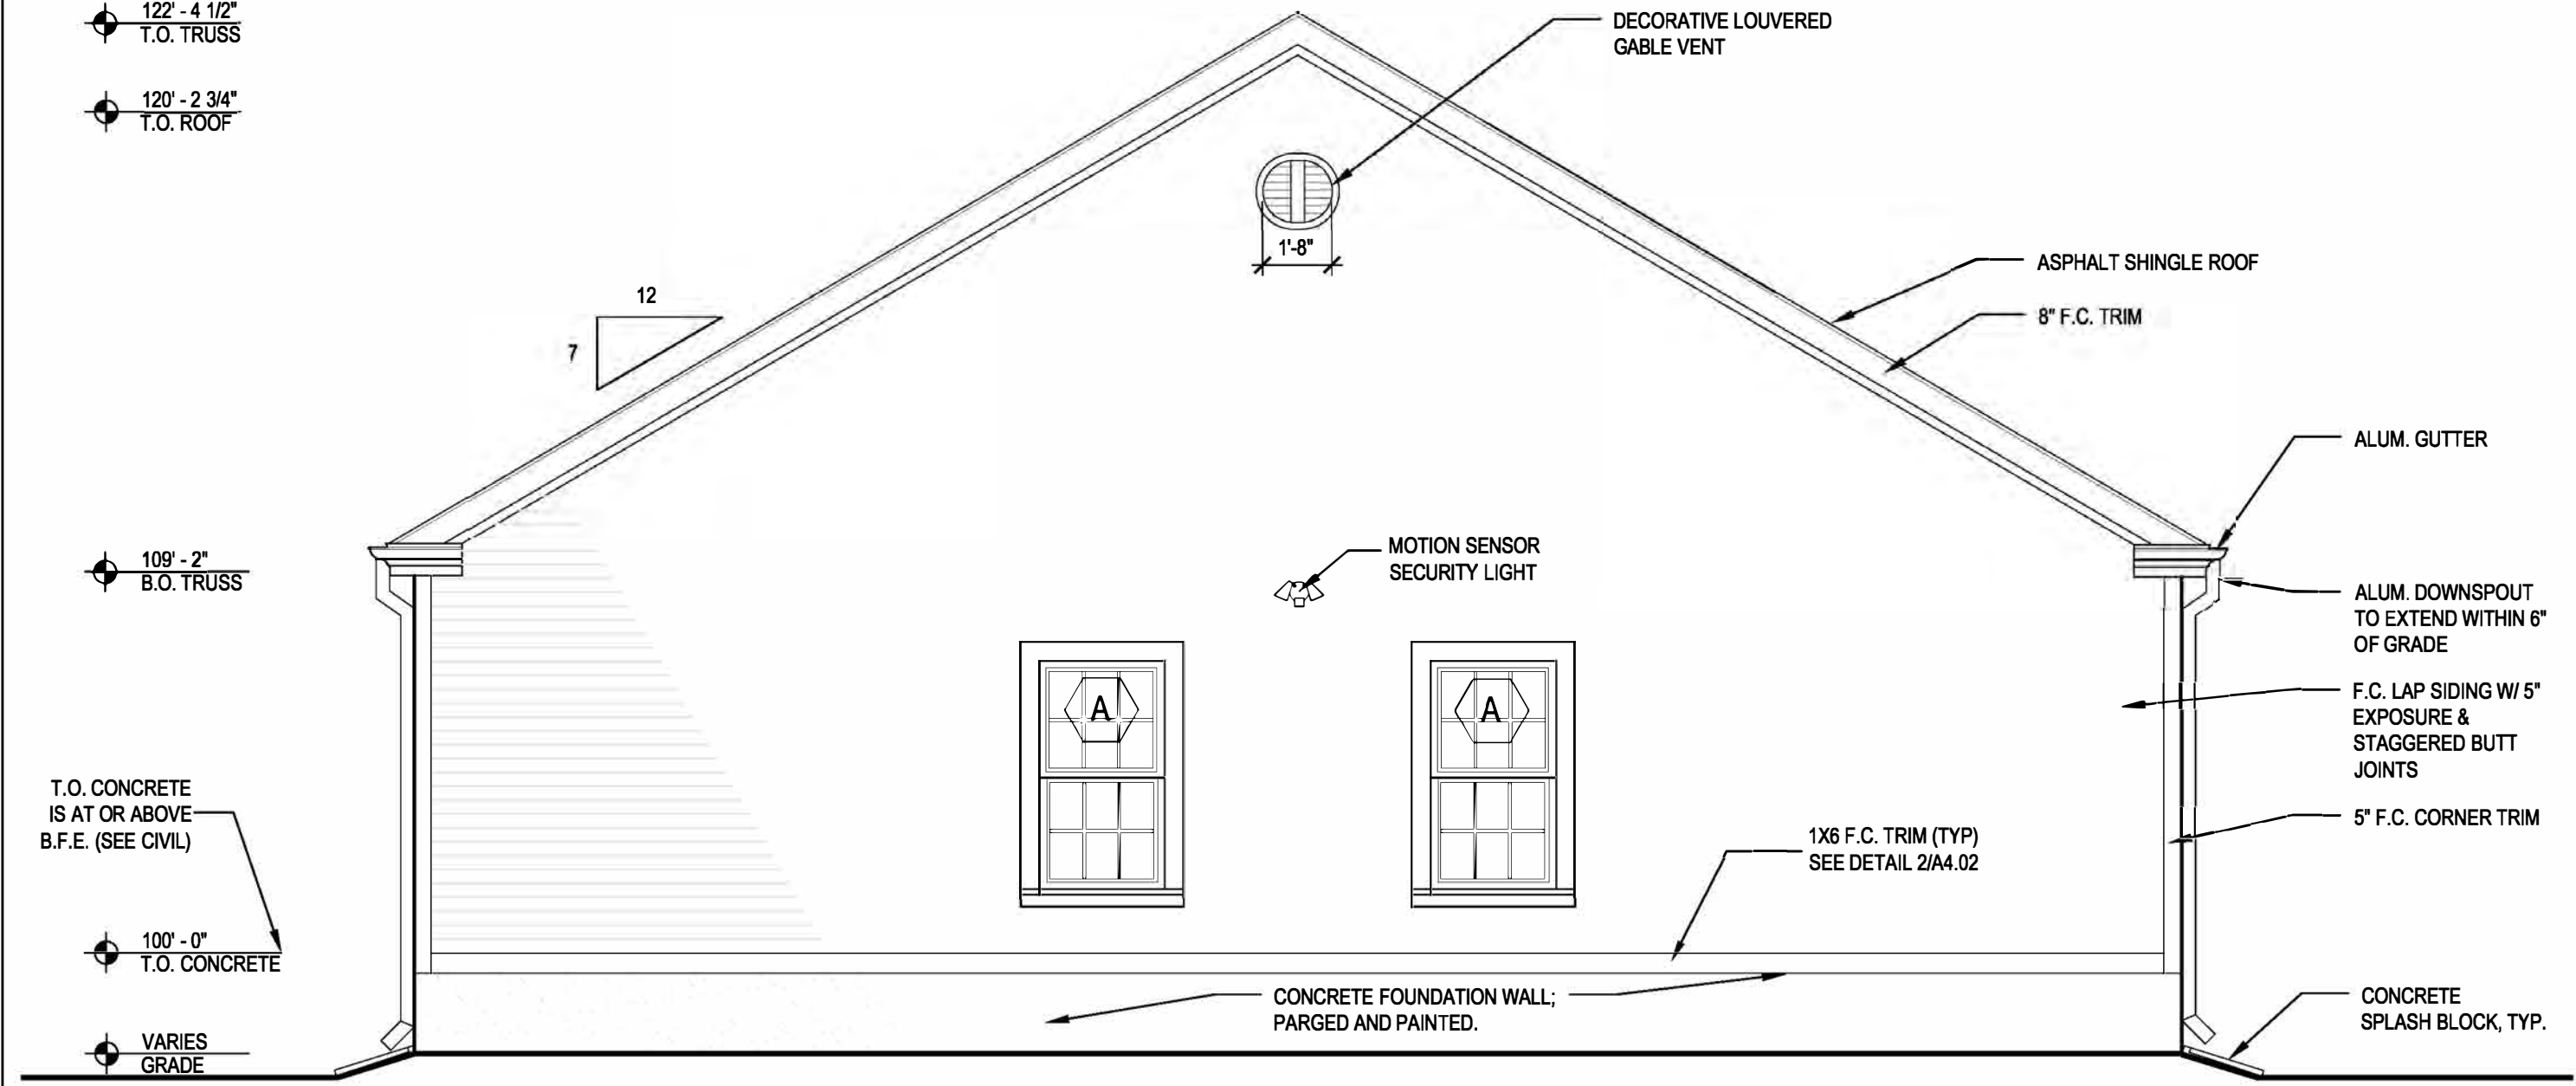 122' - 4 1/2"
T.O. TRUSS
120' - 2 3/4"
T.O. ROOF
DECORATIVE LOUVERED
GABLE VENT
1'-8"
12
7
ASPHALT SHINGLE ROOF
8" F.C. TRIM
ALUM. GUTTER
109' - 2"
B.O. TRUSS
MOTION SENSOR
SECURITY LIGHT
ALUM. DOWNSPOUT
TO EXTEND WITHIN 6"
OF GRADE
A
A
F.C. LAP SIDING W/ 5"
EXPOSURE &
STAGGERED BUTT
JOINTS
T.O. CONCRETE
IS AT OR ABOVE
B.F.E. (SEE CIVIL)
5" F.C. CORNER TRIM
1X6 F.C. TRIM (TYP)
SEE DETAIL 2/A4.02
100' - 0"
T.O. CONCRETE
CONCRETE FOUNDATION WALL;
PARGED AND PAINTED.
CONCRETE
SPLASH BLOCK, TYP.
VARIES
GRADE